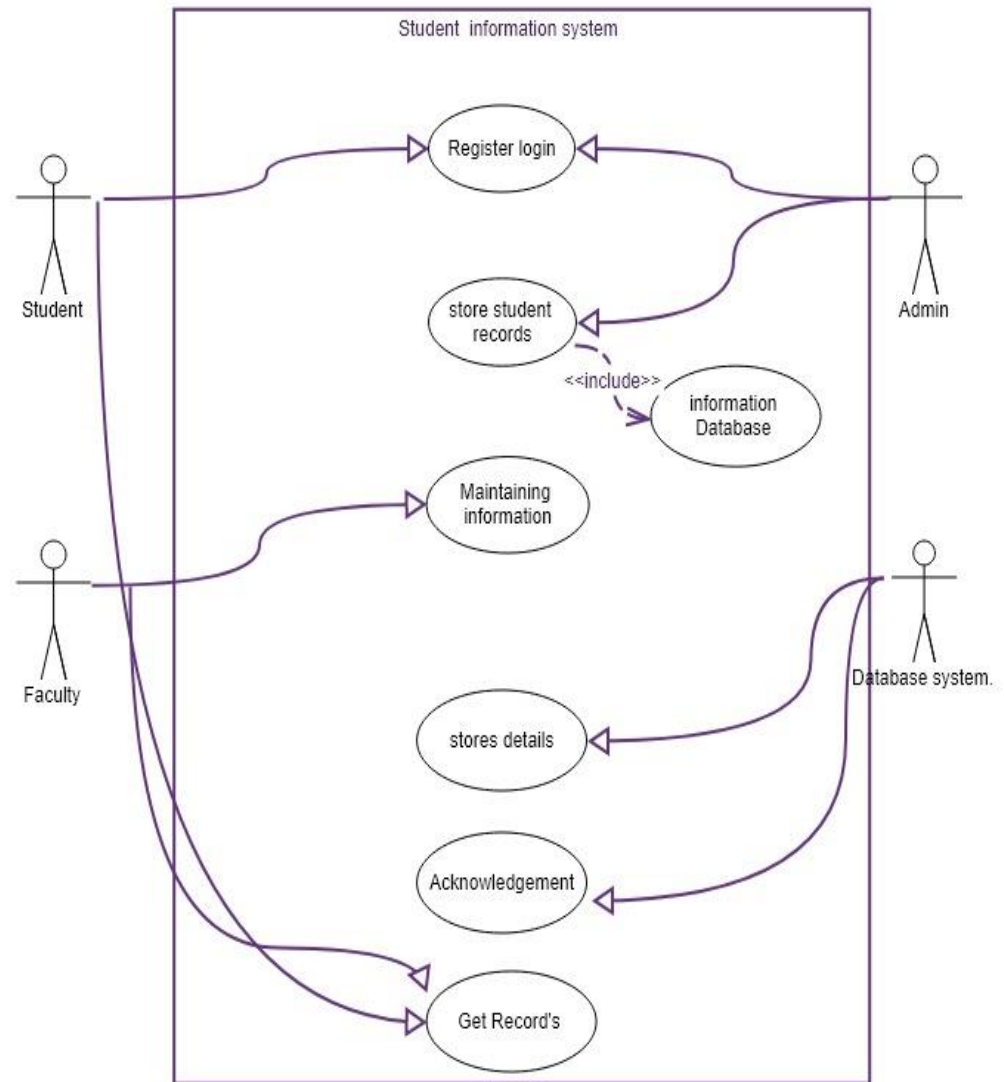 Student information system
Register login
Student
Admin
store student
records
<<include>>
information
Database
Maintaining
information
Faculty
Database system.
stores details
Acknowledgement
Get Record's